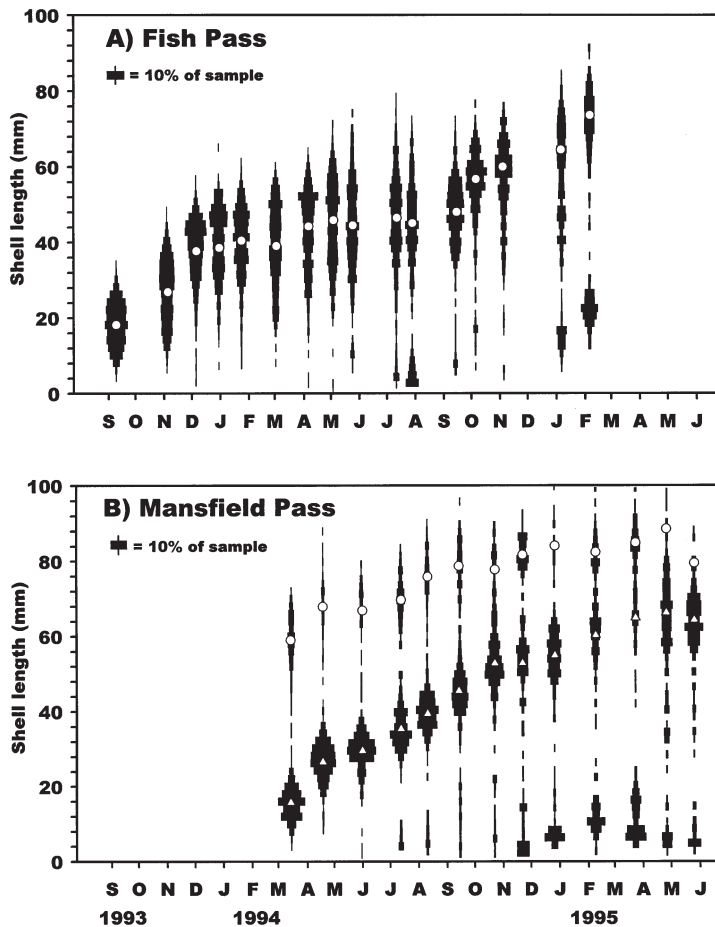 100
A) Fish Pass
= 10% of sample
80
60
40
20
0
Shell length (mm)
S O N D J F M A M J J A S O N D J F M A M J
100
B) Mansfield Pass
= 10% of sample
80
60
40
20
0
Shell length (mm)
S O N D J F M A M J J A S O N D J F M A M J
1993 1994 1995